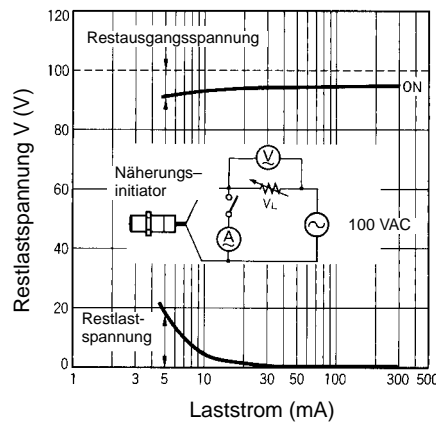 120
100
80
60
40
20
0
Restlastspannung V (V)
Restausgangsspannung
ON
Näherungs–
initiator
V
VL
A
100 VAC
Restlast-
spannung
1
3
5
10
30
50
100
300
500
Laststrom (mA)